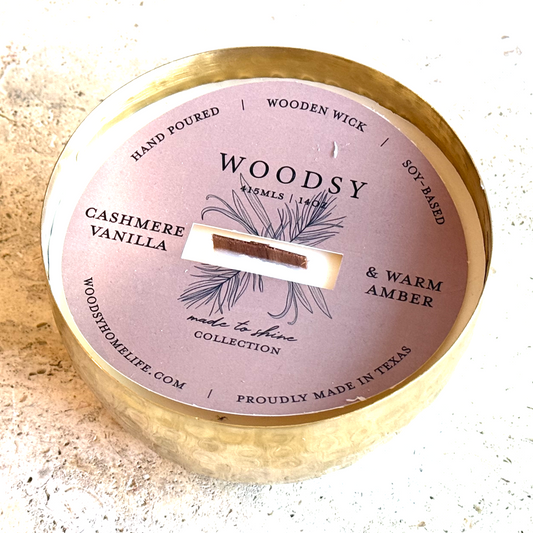 HAND POURED | WOODEN WICK | SOY-BASED
WOODSY
415MLS | 14OZ
CASHMERE
VANILLA
& WARM
AMBER
made to shine
COLLECTION
WOODSYHOMELIFE.COM | PROUDLY MADE IN TEXAS